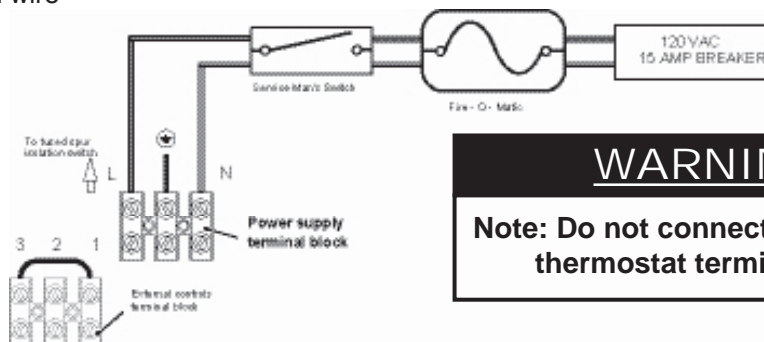 wire
120 VAC
15 AMP BREAKER
Service Man's Switch
Fire - O - Matic
To fused spur
isolation switch
L
N
WARNIN
Note: Do not connect
thermostat termi
Power supply
terminal block
3 2 1
External controls
terminal block